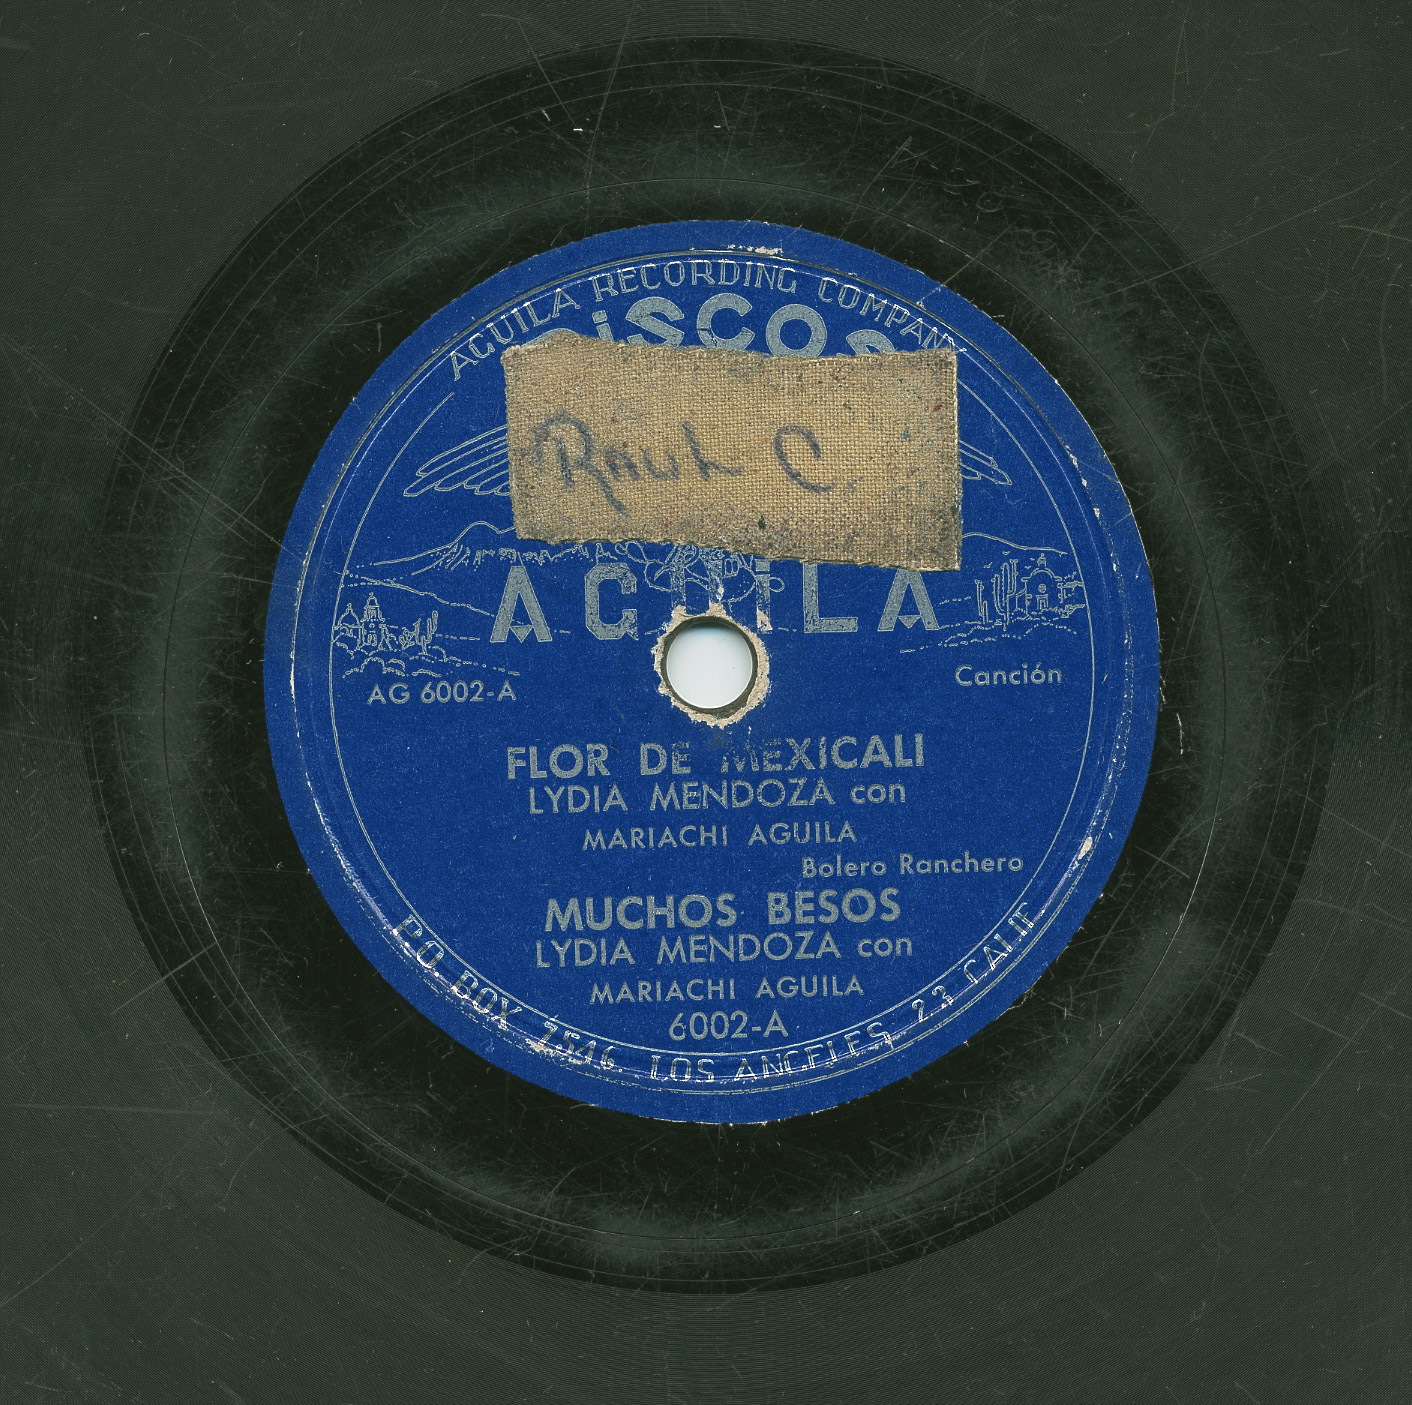 AGUILA RECORDING COMPANY
DISCOS
Raul C.
AGUILA
AG 6002-A
Canción
FLOR DE MEXICALI
LYDIA MENDOZA con
MARIACHI AGUILA
Bolero Ranchero
MUCHOS BESOS
LYDIA MENDOZA con
MARIACHI AGUILA
6002-A
P.O. BOX 7546 LOS ANGELES 23 CALIF